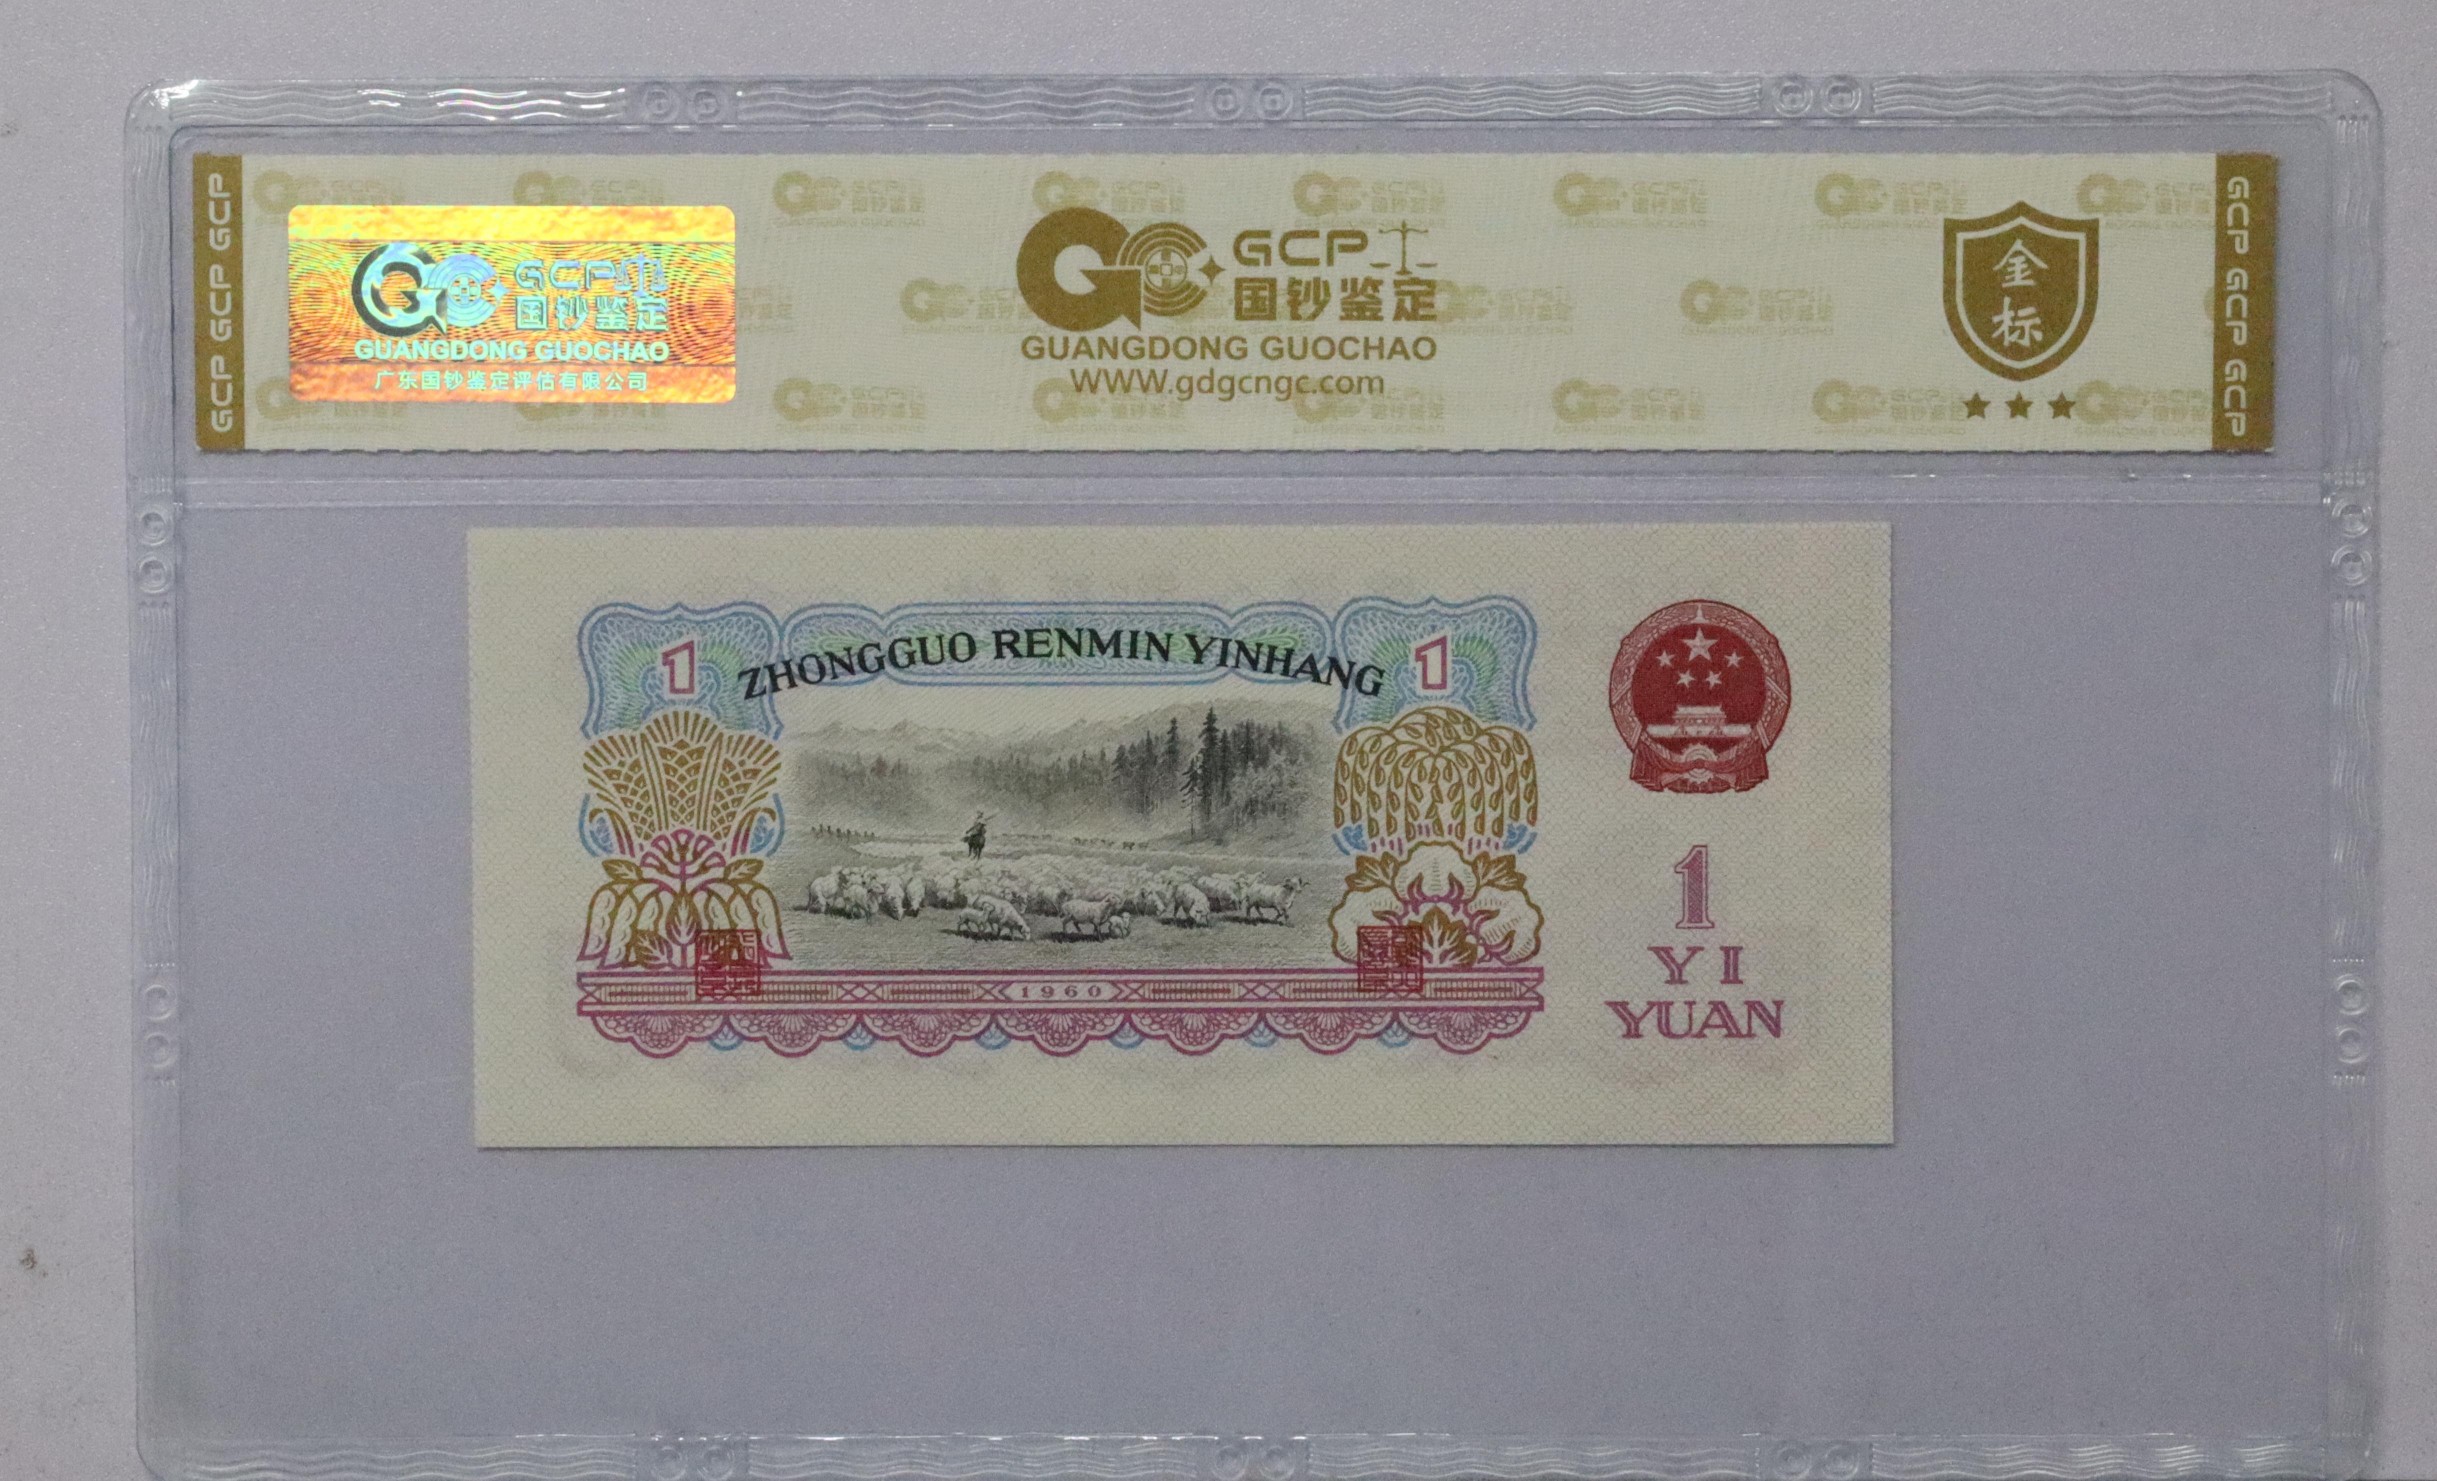 GCP GCP GCP
GCP
国钞鉴定
GUANGDONG GUOCHAO
广东国钞鉴定评估有限公司
GCP
国钞鉴定
GUANGDONG GUOCHAO
WWW.gdgcngc.com
金
标
GCP GCP GCP
1
ZHONGGUO RENMIN YINHANG
1
1960
1
YI
YUAN